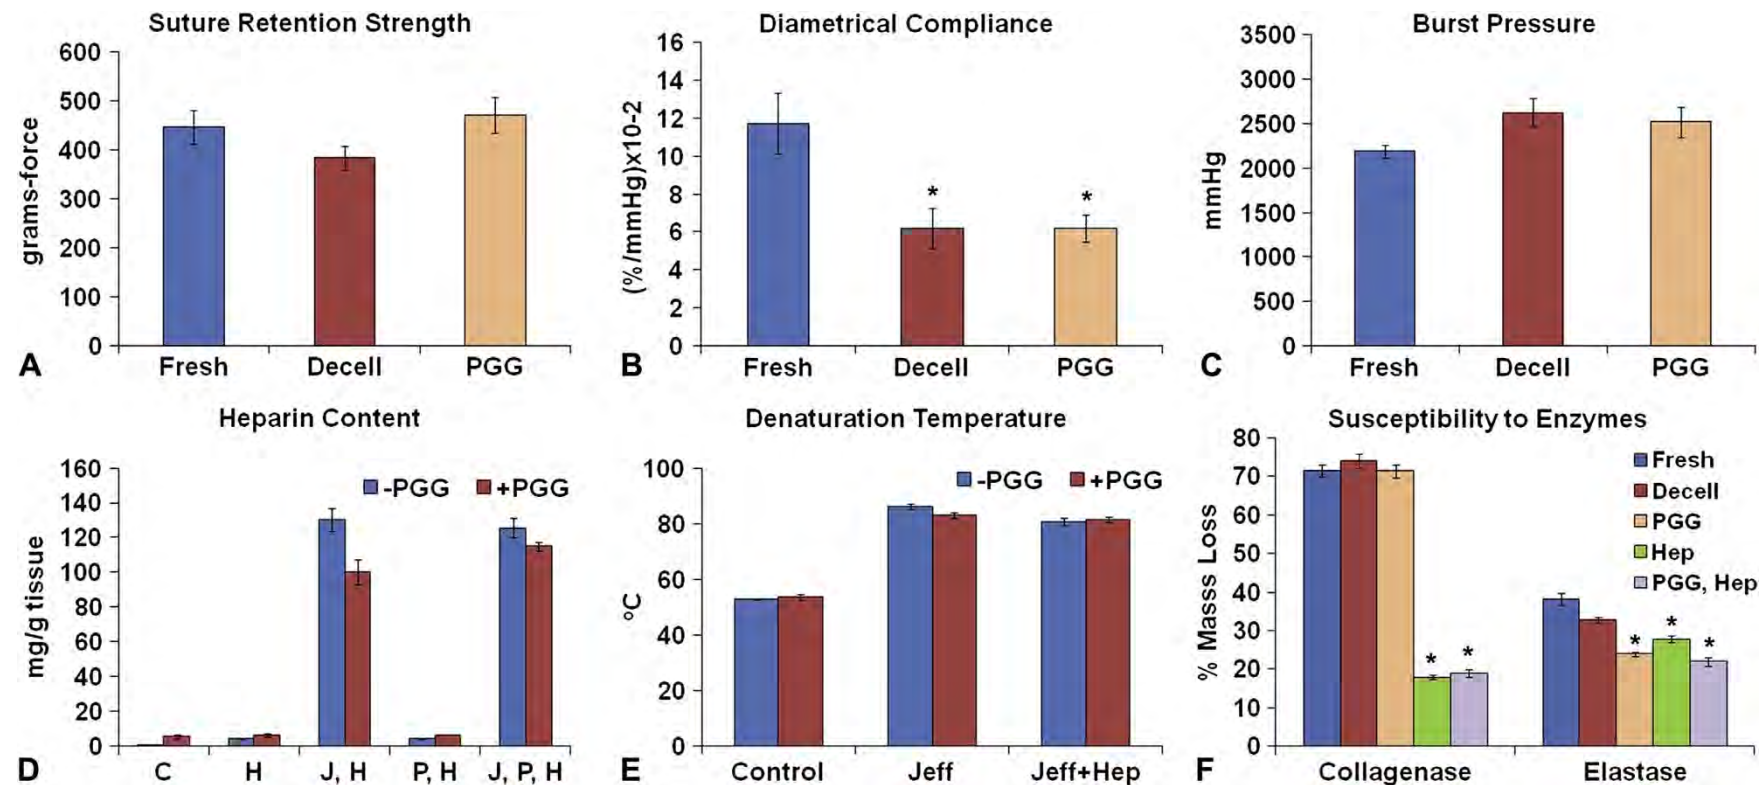 Suture Retention Strength
600
500
400
300
200
100
0
grams-force
Fresh Decell PGG
A
Diametrical Compliance
16
14
12
10
8
6
4
2
0
(%/mmHg)x10-2
* *
Fresh Decell PGG
B
Burst Pressure
3500
3000
2500
2000
1500
1000
500
0
mmHg
Fresh Decell PGG
C
Heparin Content
160
140
120
100
80
60
40
20
0
mg/g tissue
-PGG +PGG
C H J, H P, H J, P, H
D
Denaturation Temperature
100
80
60
40
20
0
°C
-PGG +PGG
Control Jeff Jeff+Hep
E
Susceptibility to Enzymes
80
70
60
50
40
30
20
10
0
% Masss Loss
Fresh
Decell
PGG
Hep
PGG, Hep
* * * * *
Collagenase Elastase
F